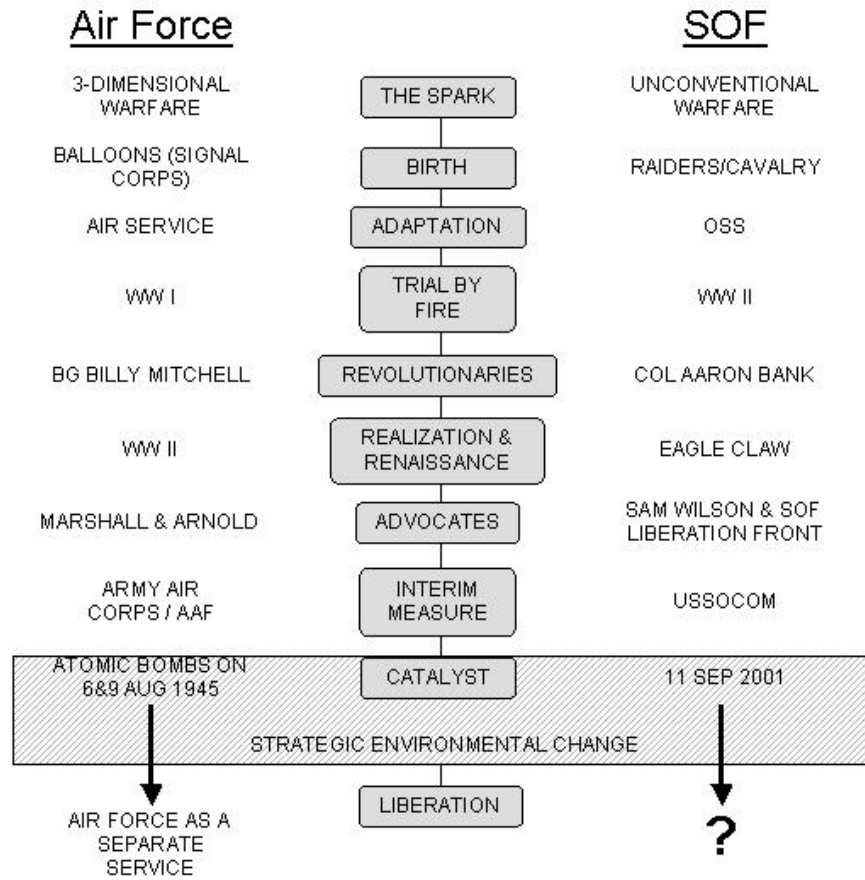 Air Force
SOF
3-DIMENSIONAL
WARFARE
THE SPARK
UNCONVENTIONAL
WARFARE
BALLOONS (SIGNAL
CORPS)
BIRTH
RAIDERS/CAVALRY
AIR SERVICE
ADAPTATION
OSS
WW I
TRIAL BY
FIRE
WW II
BG BILLY MITCHELL
REVOLUTIONARIES
COL AARON BANK
WW II
REALIZATION &
RENAISSANCE
EAGLE CLAW
MARSHALL & ARNOLD
ADVOCATES
SAM WILSON & SOF
LIBERATION FRONT
ARMY AIR
CORPS / AAF
INTERIM
MEASURE
USSOCOM
ATOMIC BOMBS ON
6&9 AUG 1945
CATALYST
11 SEP 2001
STRATEGIC ENVIRONMENTAL CHANGE
LIBERATION
AIR FORCE AS A
SEPARATE
SERVICE
?